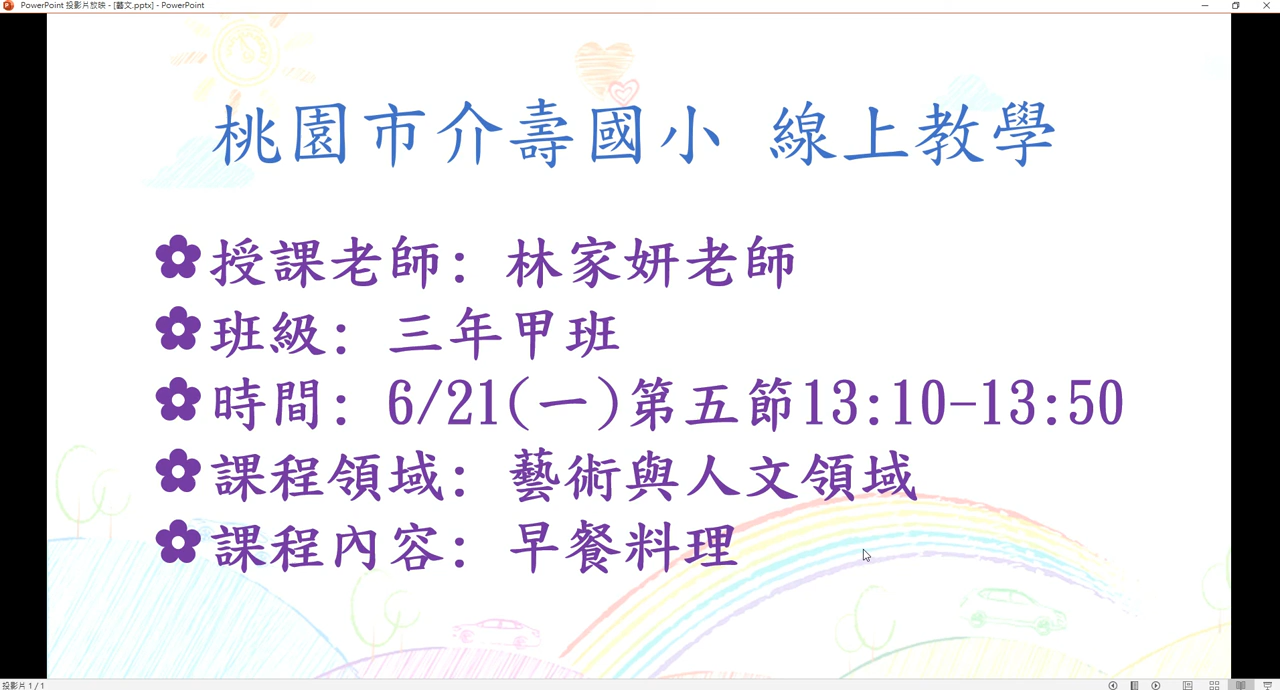 PowerPoint 投影片放映 - [藝文.pptx] - PowerPoint
桃園市介壽國小 線上教學
授課老師: 林家妍老師
班級: 三年甲班
時間: 6/21(一)第五節13:10-13:50
課程領域: 藝術與人文領域
課程內容: 早餐料理
投影片 1 / 1